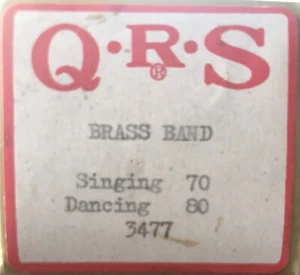 Q·R·S
®
BRASS BAND
Singing 70
Dancing 80
3477